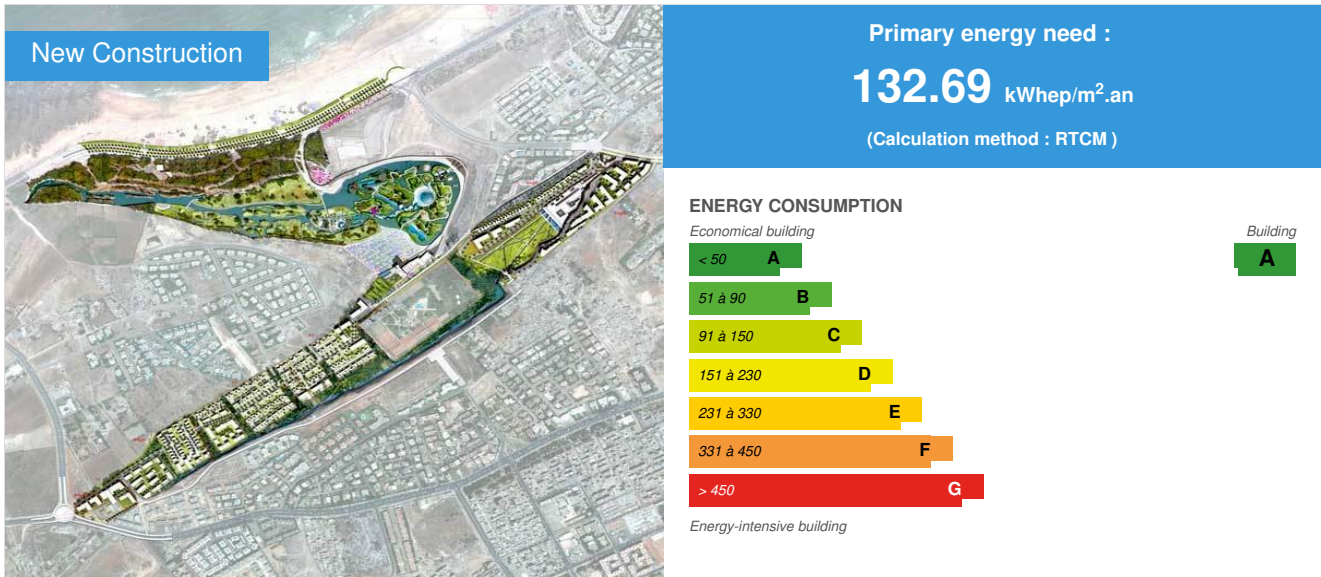 New Construction
Primary energy need :
132.69 kWhep/m².an
(Calculation method : RTCM )
ENERGY CONSUMPTION
Economical building
Building
< 50 A
A
51 à 90 B
91 à 150 C
151 à 230 D
231 à 330 E
331 à 450 F
> 450 G
Energy-intensive building